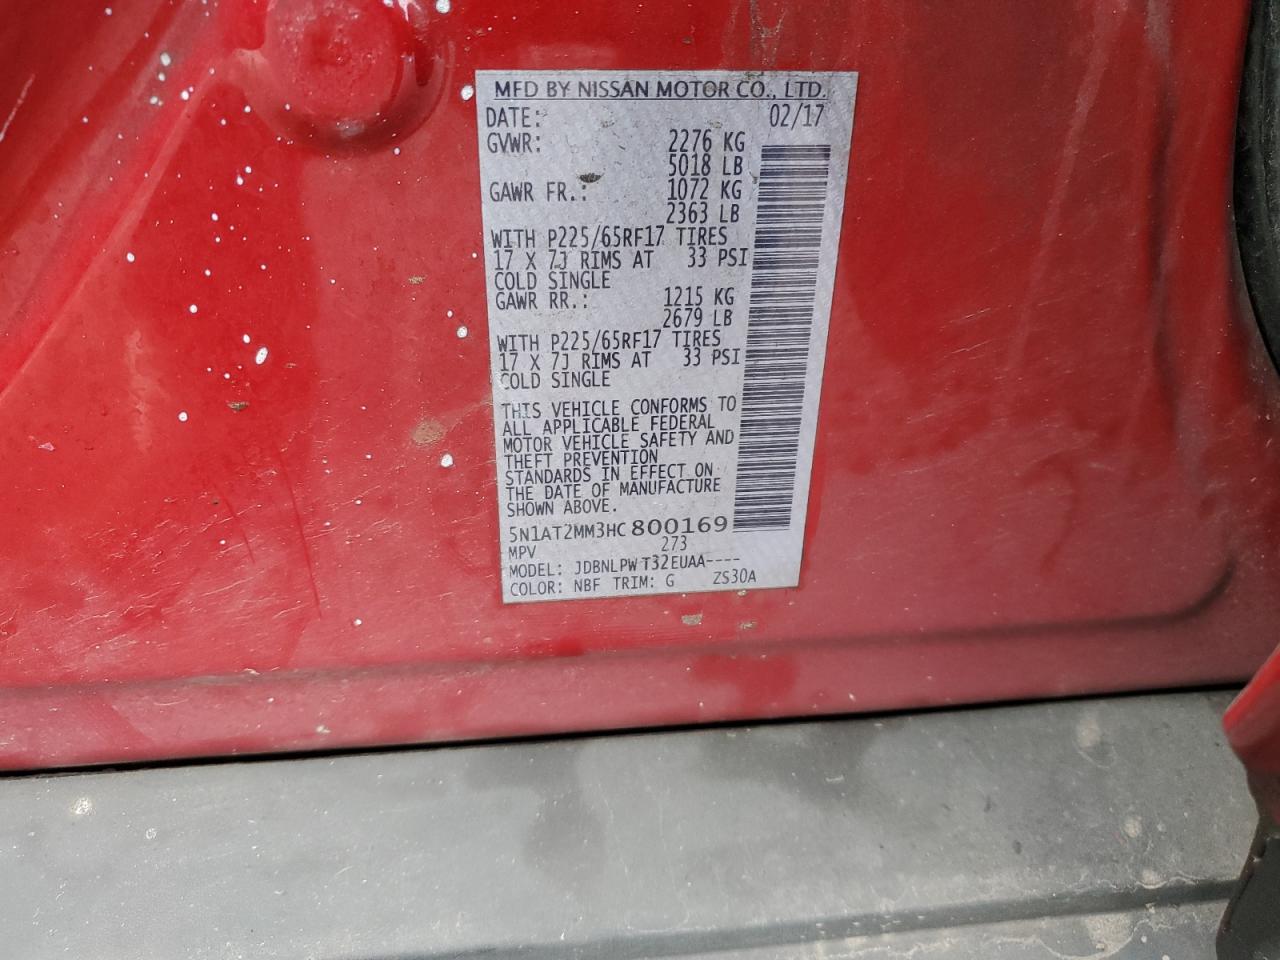 MFD BY NISSAN MOTOR CO., LTD.
DATE: 02/17
GVWR: 2276 KG
5018 LB
GAWR FR.: 1072 KG
2363 LB
WITH P225/65RF17 TIRES
17 X 7J RIMS AT 33 PSI
COLD SINGLE
GAWR RR.: 1215 KG
2679 LB
WITH P225/65RF17 TIRES
17 X 7J RIMS AT 33 PSI
COLD SINGLE
THIS VEHICLE CONFORMS TO
ALL APPLICABLE FEDERAL
MOTOR VEHICLE SAFETY AND
THEFT PREVENTION
STANDARDS IN EFFECT ON
THE DATE OF MANUFACTURE
SHOWN ABOVE.
5N1AT2MM3HC800169
MPV 273
MODEL: JDBNLPW T32EUAA----
COLOR: NBF TRIM: G ZS30A